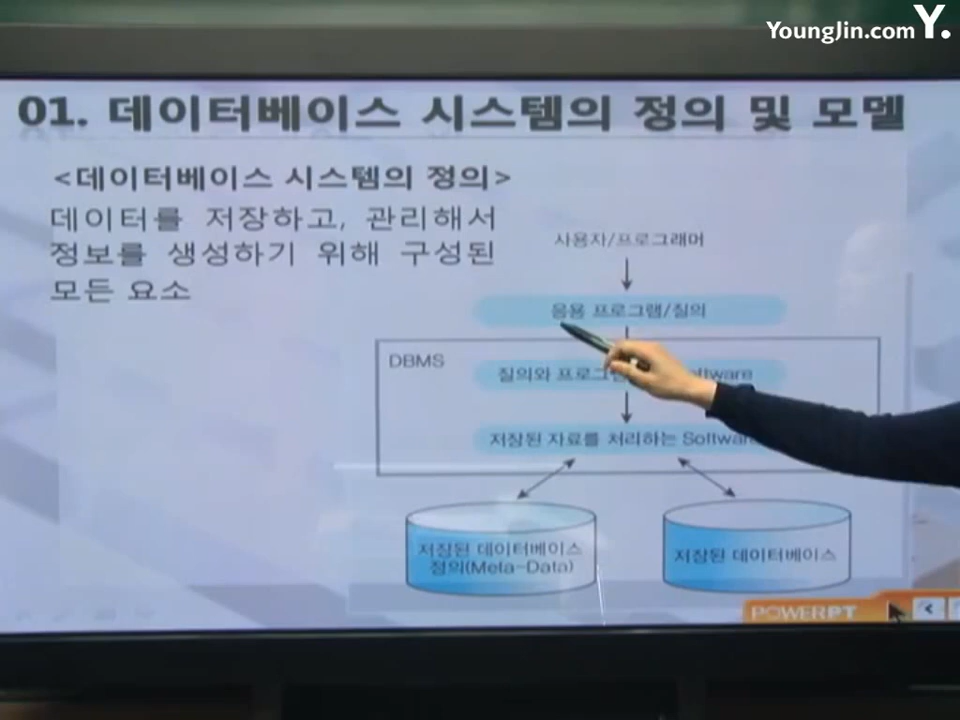 YoungJin.com Y.
01. 데이터베이스 시스템의 정의 및 모델
<데이터베이스 시스템의 정의>
데이터를 저장하고, 관리해서
정보를 생성하기 위해 구성된
모든 요소
사용자/프로그래머
응용 프로그램/질의
DBMS
질의와 프로그
저장된 자료를 처리하는 Software
저장된 데이터베이스
정의(Meta-Data)
저장된 데이터베이스
POWERPT